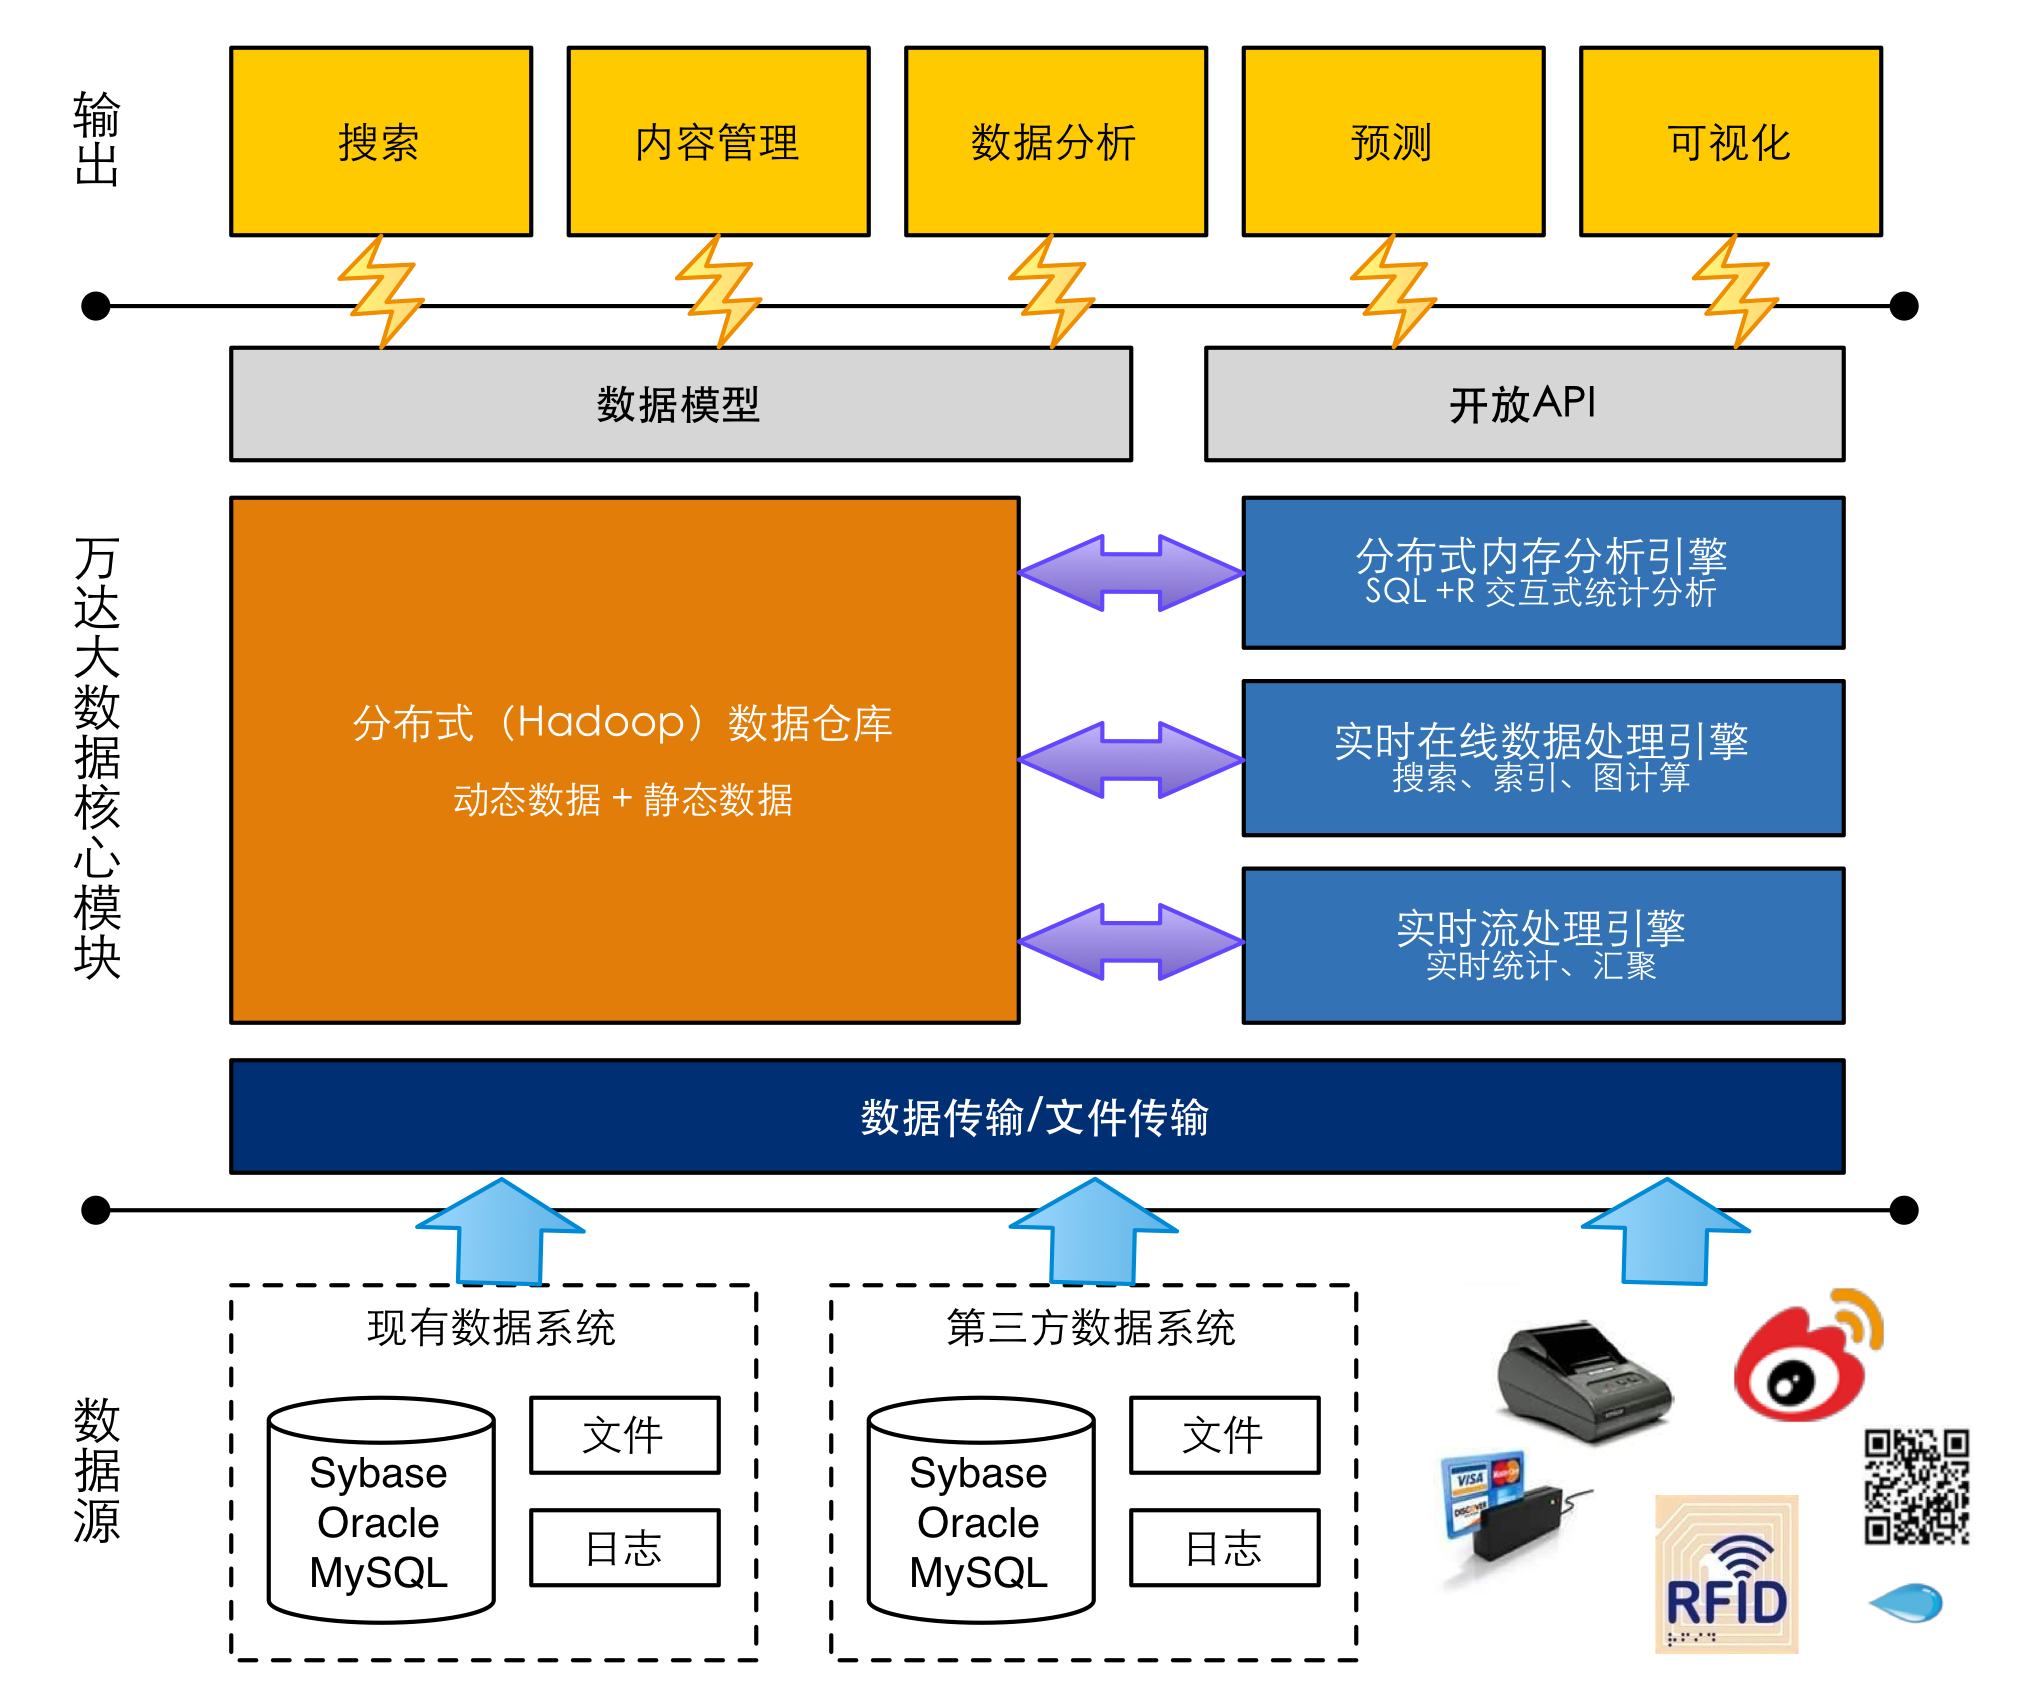 输出
搜索
内容管理
数据分析
预测
可视化
数据模型
开放API
万达大数据核心模块
分布式（Hadoop）数据仓库
动态数据 + 静态数据
分布式内存分析引擎
SQL +R 交互式统计分析
实时在线数据处理引擎
搜索、索引、图计算
实时流处理引擎
实时统计、汇聚
数据传输/文件传输
数据源
现有数据系统
Sybase
Oracle
MySQL
文件
日志
第三方数据系统
Sybase
Oracle
MySQL
文件
日志
VISA
MasterCard
DISCOVER
RFID